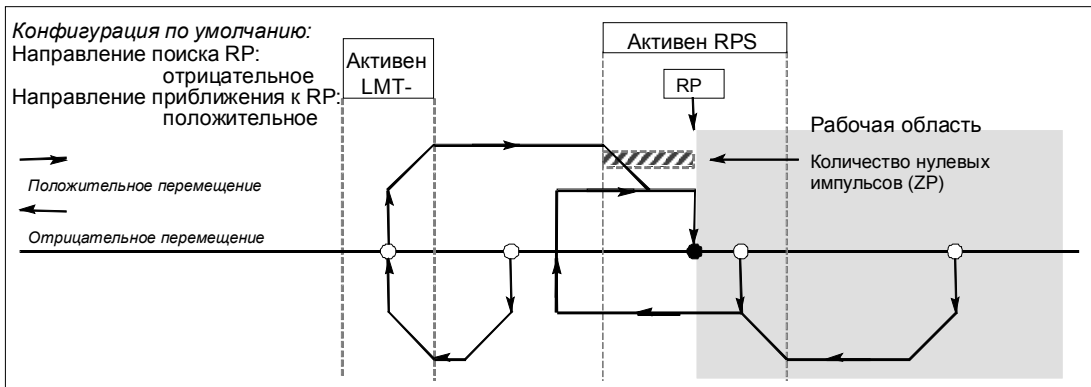 Конфигурация по умолчанию:
Направление поиска RP:
отрицательное
Направление приближения к RP:
положительное
Положительное перемещение
Отрицательное перемещение
Активен
LMT-
Активен RPS
RP
Рабочая область
Количество нулевых
импульсов (ZP)